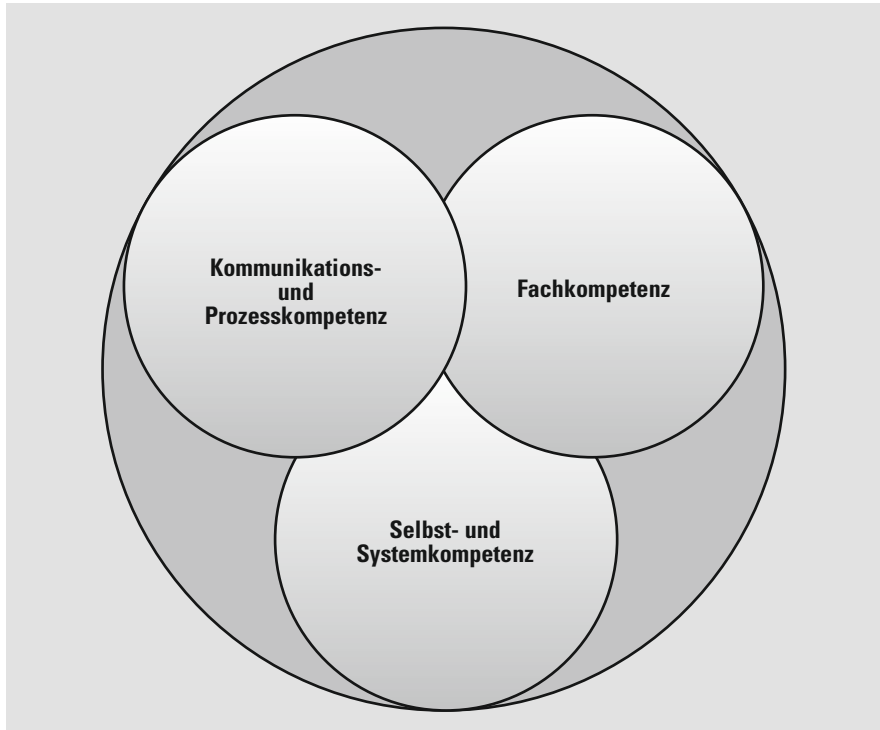 Kommunikations-
und
Prozesskompetenz
Fachkompetenz
Selbst- und
Systemkompetenz